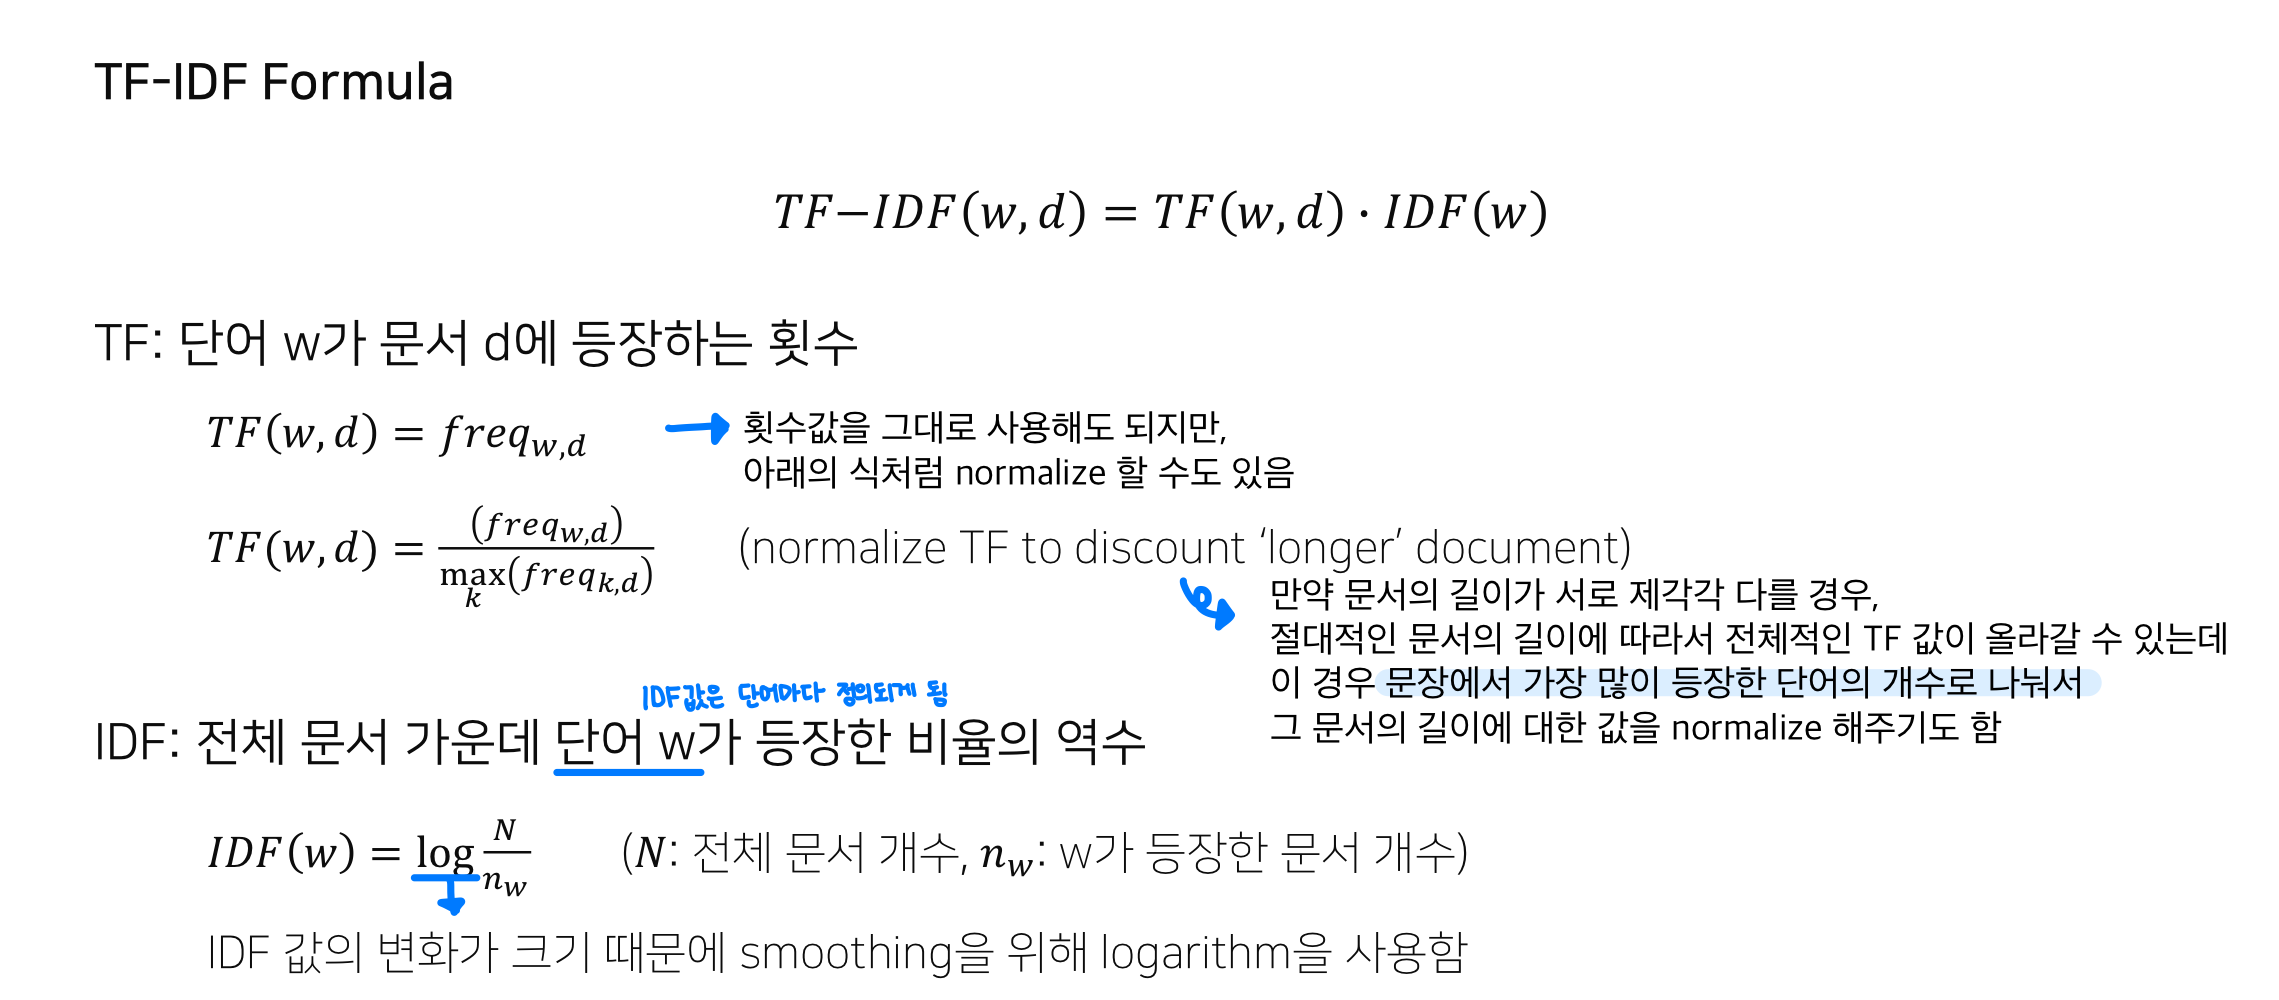 TF-IDF Formula
TF−IDF(w, d) = TF(w, d) · IDF(w)
TF: 단어 w가 문서 d에 등장하는 횟수
TF(w, d) = freq_{w,d}
횟수값을 그대로 사용해도 되지만,
아래의 식처럼 normalize 할 수도 있음
TF(w, d) = (freq_{w,d}) / max_k(freq_{k,d})
(normalize TF to discount ‘longer’ document)
만약 문서의 길이가 서로 제각각 다를 경우,
절대적인 문서의 길이에 따라서 전체적인 TF 값이 올라갈 수 있는데
이 경우 문장에서 가장 많이 등장한 단어의 개수로 나눠서
그 문서의 길이에 대한 값을 normalize 해주기도 함
IDF값은 단어마다 정의되게 됨
IDF: 전체 문서 가운데 단어 w가 등장한 비율의 역수
IDF(w) = log N / n_w (N: 전체 문서 개수, n_w: w가 등장한 문서 개수)
IDF 값의 변화가 크기 때문에 smoothing을 위해 logarithm을 사용함